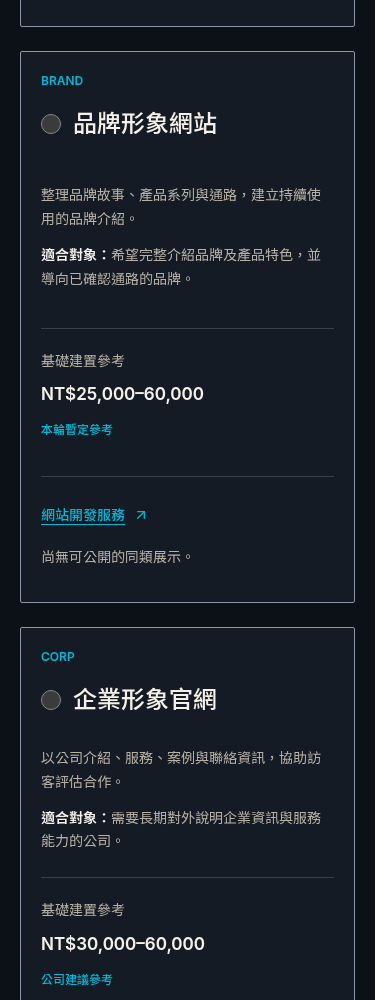 BRAND
品牌形象網站
整理品牌故事、產品系列與通路，建立持續使
用的品牌介紹。
適合對象：希望完整介紹品牌及產品特色，並
導向已確認通路的品牌。
基礎建置參考
NT$25,000–60,000
本輪暫定參考
網站開發服務
尚無可公開的同類展示。
CORP
企業形象官網
以公司介紹、服務、案例與聯絡資訊，協助訪
客評估合作。
適合對象：需要長期對外說明企業資訊與服務
能力的公司。
基礎建置參考
NT$30,000–60,000
公司建議參考